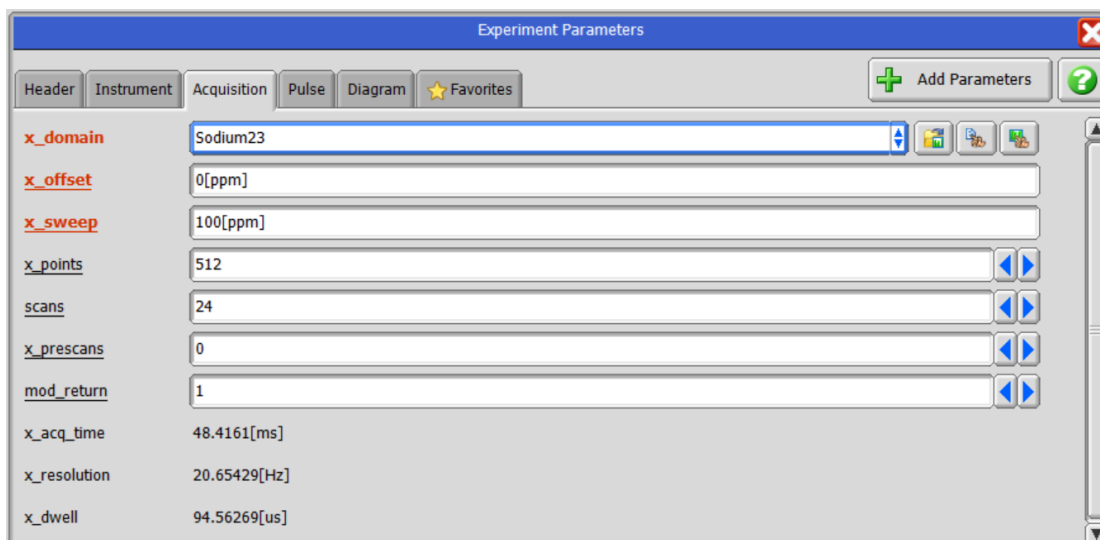 Experiment Parameters
Header Instrument Acquisition Pulse Diagram Favorites Add Parameters ?
x_domain Sodium23
x_offset 0[ppm]
x_sweep 100[ppm]
x_points 512
scans 24
x_prescans 0
mod_return 1
x_acq_time 48.4161[ms]
x_resolution 20.65429[Hz]
x_dwell 94.56269[us]